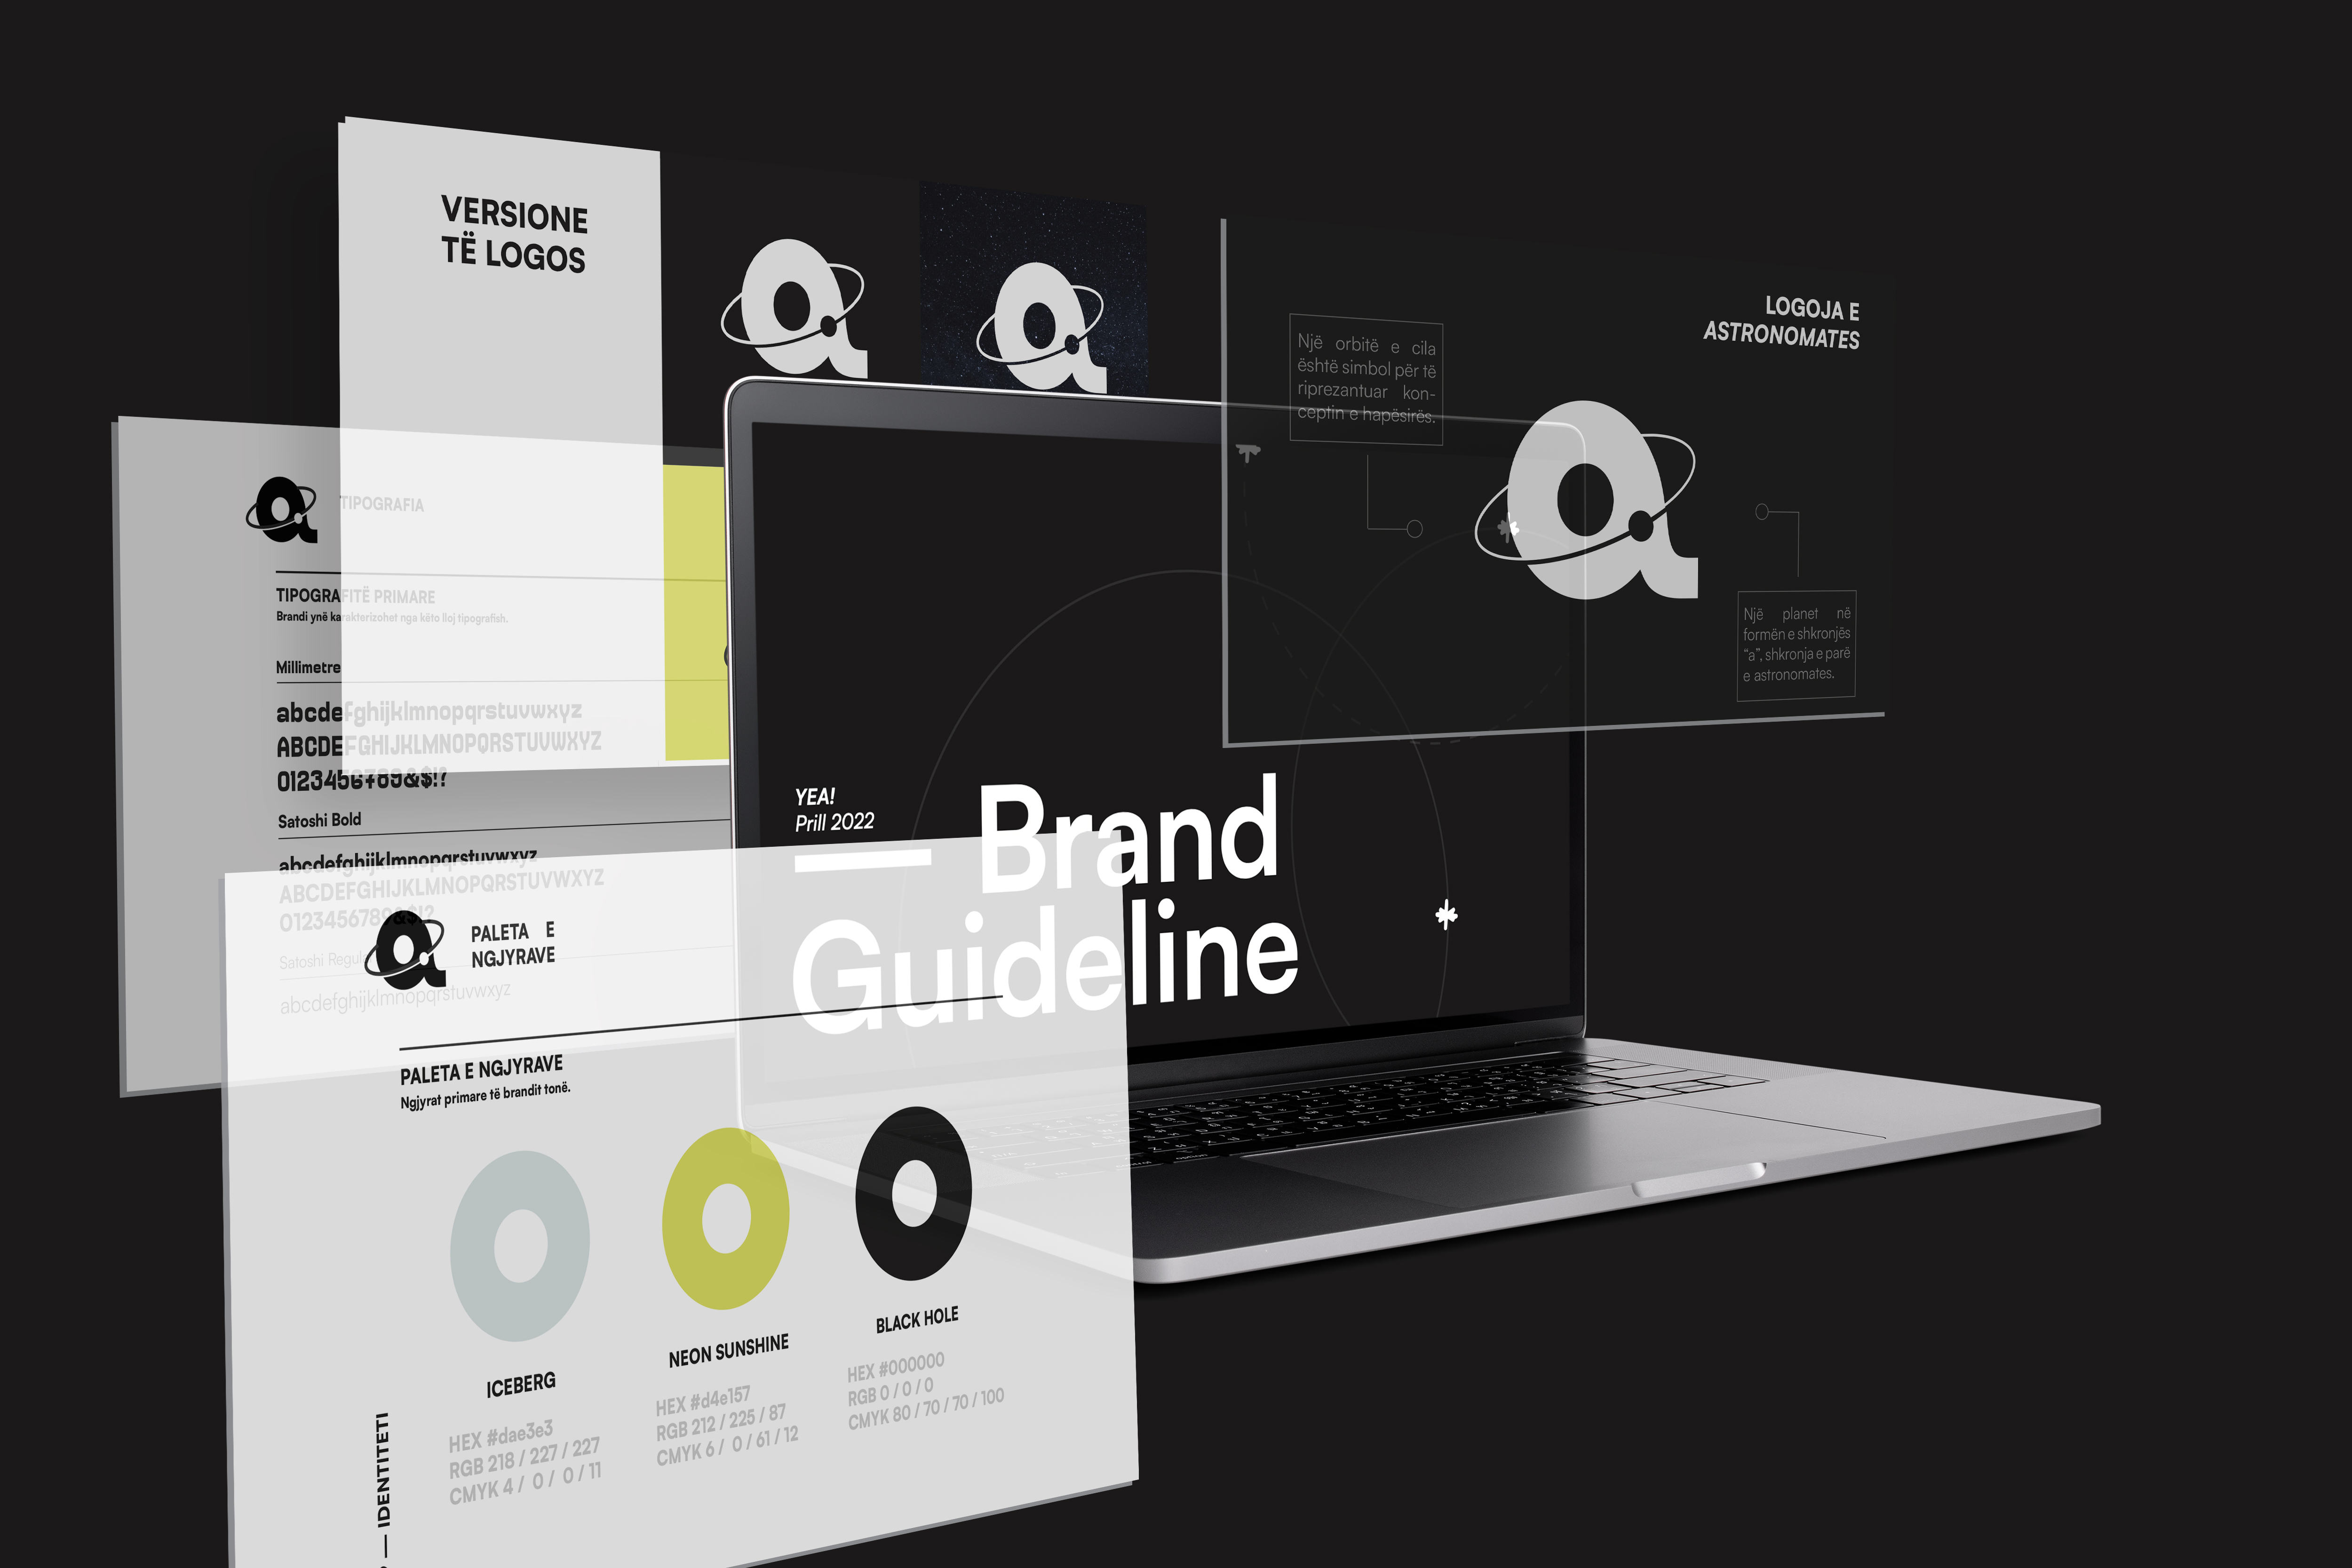 VERSIONE
TË LOGOS
LOGOJA E
ASTRONOMATES
Një orbitë e cila
është simbol për të
riprezantuar kon-
ceptin e hapësirës.
Një planet në
formën e shkronjës
“a”, shkronja e parë
e astronomates.
TIPOGRAFIA
TIPOGRAFITË PRIMARE
Brandi ynë karakterizohet nga këto lloj tipografish.
Millimetre
abcdefghijklmnopqrstuvwxyz
ABCDEFGHIJKLMNOPQRSTUVWXYZ
0123456789&$!?
Satoshi Bold
abcdefghijklmnopqrstuvwxyz
ABCDEFGHIJKLMNOPQRSTUVWXYZ
0123456789&$!?
Satoshi Regular
abcdefghijklmnopqrstuvwxyz
YEA!
Prill 2022
Brand
Guideline
PALETA E
NGJYRAVE
PALETA E NGJYRAVE
Ngjyrat primare të brandit tonë.
ICEBERG
HEX #dae3e3
RGB 218 / 227 / 227
CMYK 4 / 0 / 0 / 11
NEON SUNSHINE
HEX #d4e157
RGB 212 / 225 / 87
CMYK 6 / 0 / 61 / 12
BLACK HOLE
HEX #000000
RGB 0 / 0 / 0
CMYK 80 / 70 / 70 / 100
— IDENTITETI